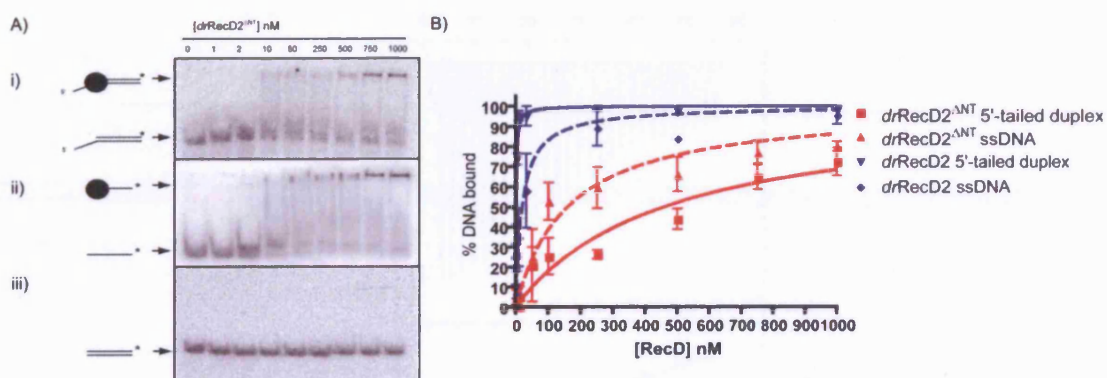 A)
[drRecD2ΔNT] nM
0 1 2 10 50 250 500 750 1000
i)
ii)
iii)
B)
% DNA bound
100
90
80
70
60
50
40
30
20
10
0
0 100 200 300 400 500 600 700 800 900 1000
[RecD] nM
drRecD2ΔNT 5'-tailed duplex
drRecD2ΔNT ssDNA
drRecD2 5'-tailed duplex
drRecD2 ssDNA